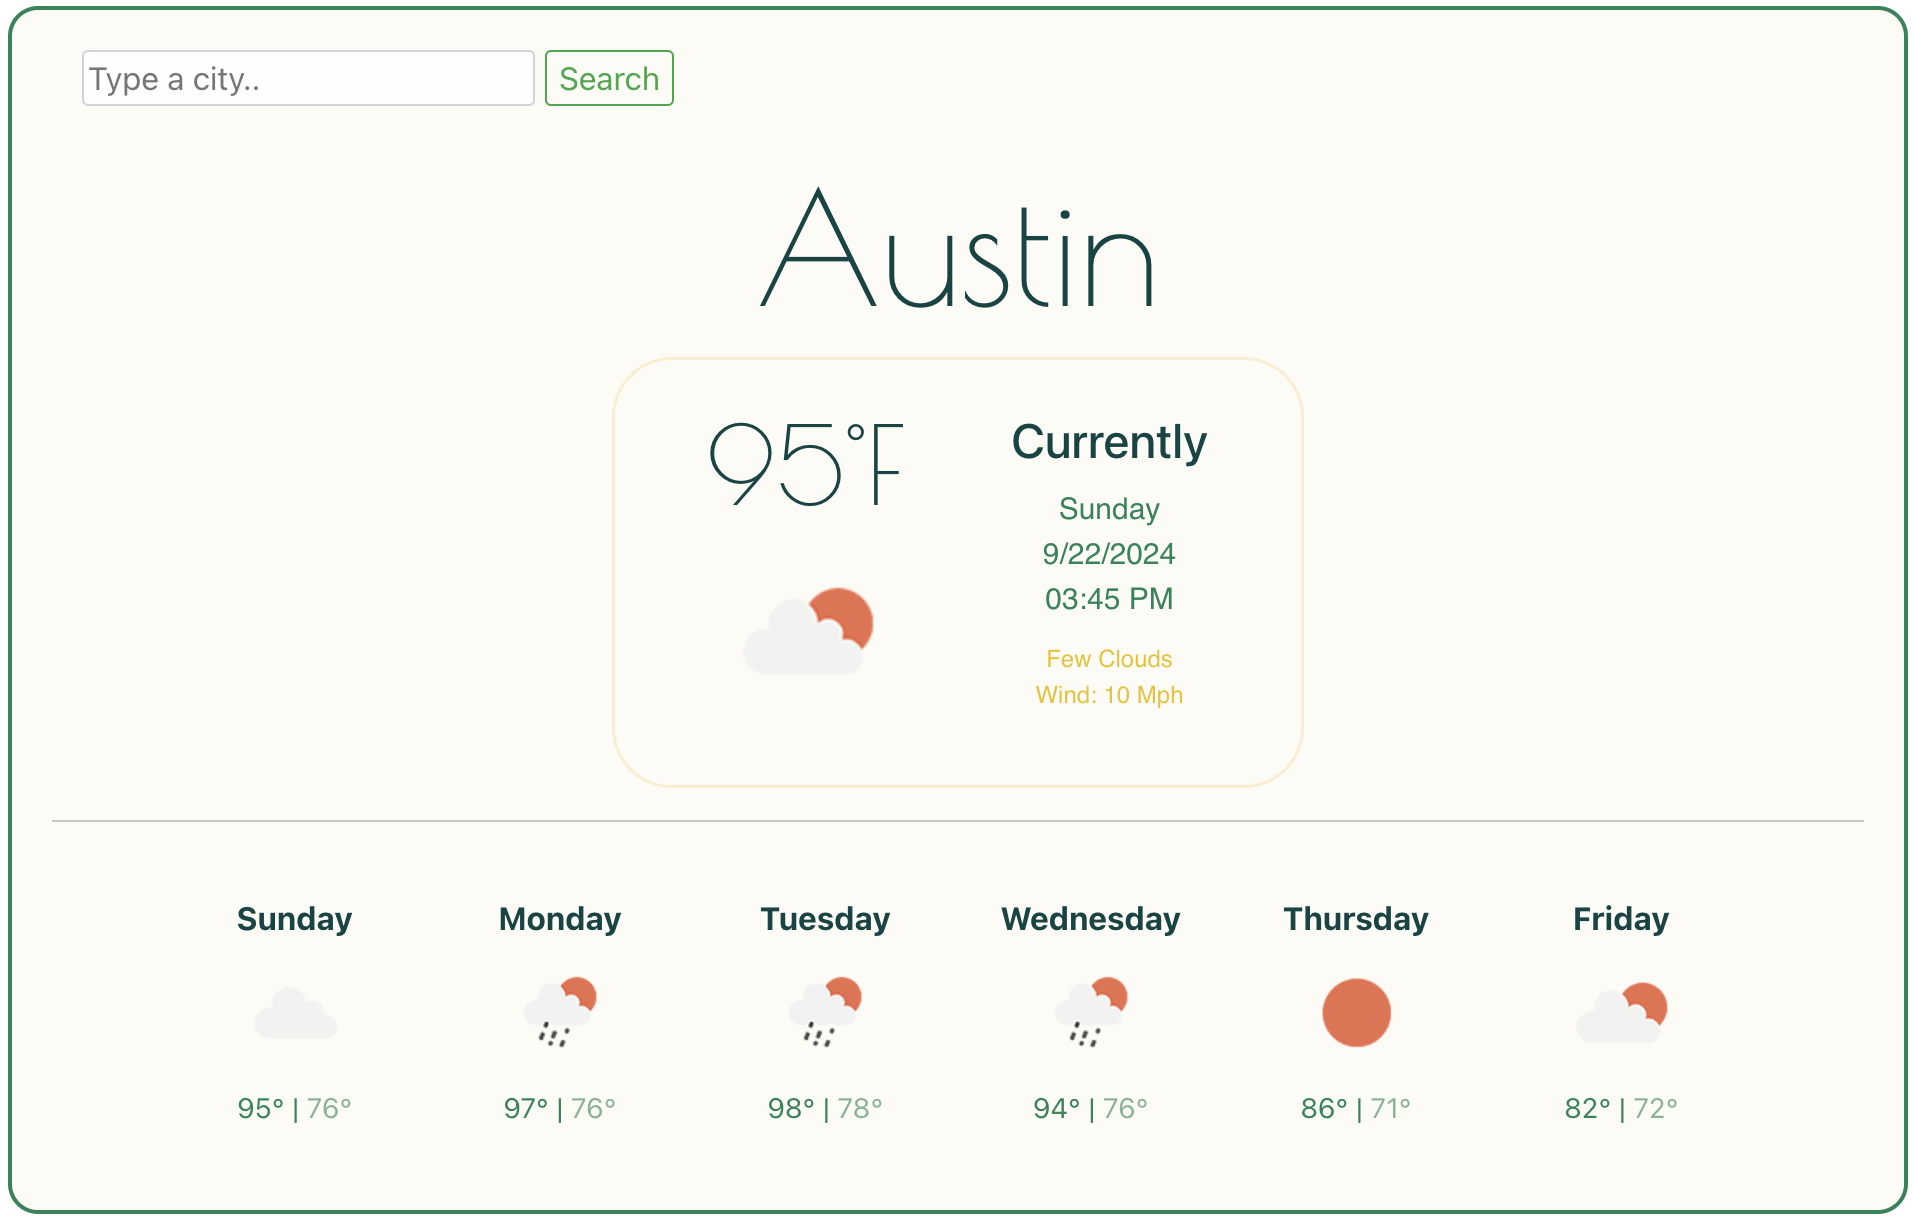 Type a city..
Search
Austin
95°F
Currently
Sunday
9/22/2024
03:45 PM
Few Clouds
Wind: 10 Mph
Sunday
Monday
Tuesday
Wednesday
Thursday
Friday
95° | 76°
97° | 76°
98° | 78°
94° | 76°
86° | 71°
82° | 72°